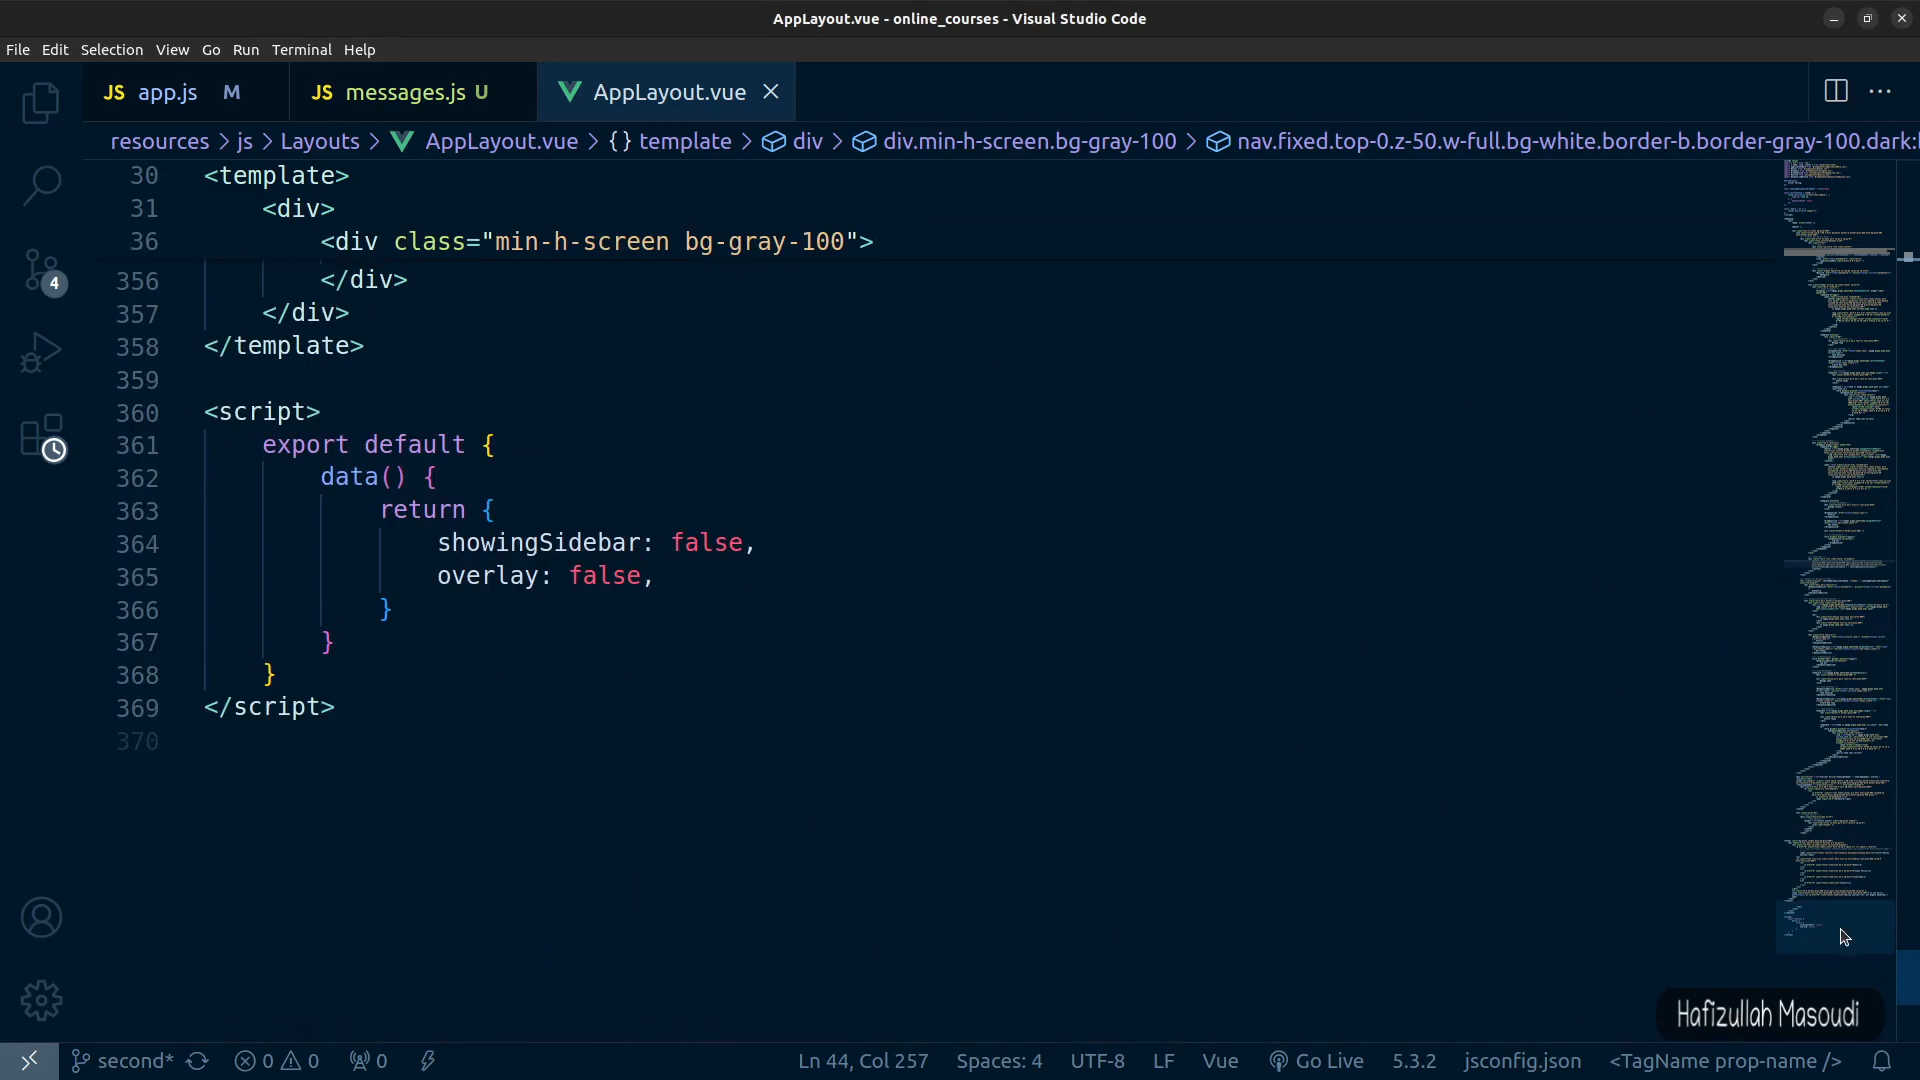 AppLayout.vue - online_courses - Visual Studio Code
File Edit Selection View Go Run Terminal Help
JS app.js M JS messages.js U AppLayout.vue
resources > js > Layouts > AppLayout.vue > {} template > div > div.min-h-screen.bg-gray-100 > nav.fixed.top-0.z-50.w-full.bg-white.border-b.border-gray-100.dark:
30 <template>
31 <div>
36 <div class="min-h-screen bg-gray-100">
356 </div>
357 </div>
358 </template>
359
360 <script>
361 export default {
362 data() {
363 return {
364 showingSidebar: false,
365 overlay: false,
366 }
367 }
368 }
369 </script>
370
4
Hafizullah Masoudi
second* 0 0 0 Ln 44, Col 257 Spaces: 4 UTF-8 LF Vue Go Live 5.3.2 jsconfig.json <TagName prop-name />